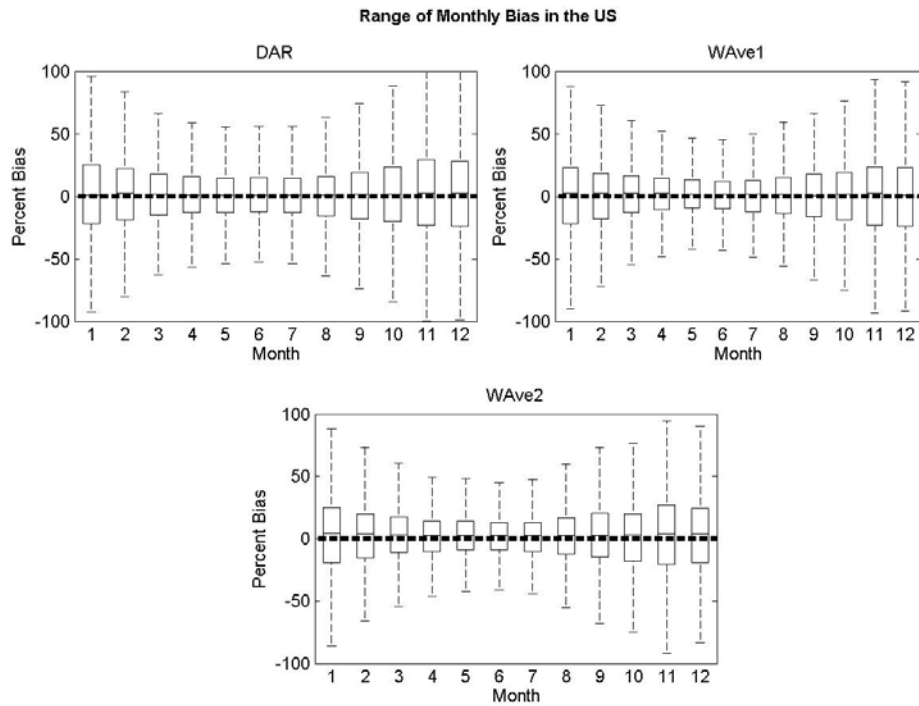 Range of Monthly Bias in the US
DAR
Percent Bias
100
50
0
-50
-100
1 2 3 4 5 6 7 8 9 10 11 12
Month
WAve1
Percent Bias
100
50
0
-50
-100
1 2 3 4 5 6 7 8 9 10 11 12
Month
WAve2
Percent Bias
100
50
0
-50
-100
1 2 3 4 5 6 7 8 9 10 11 12
Month